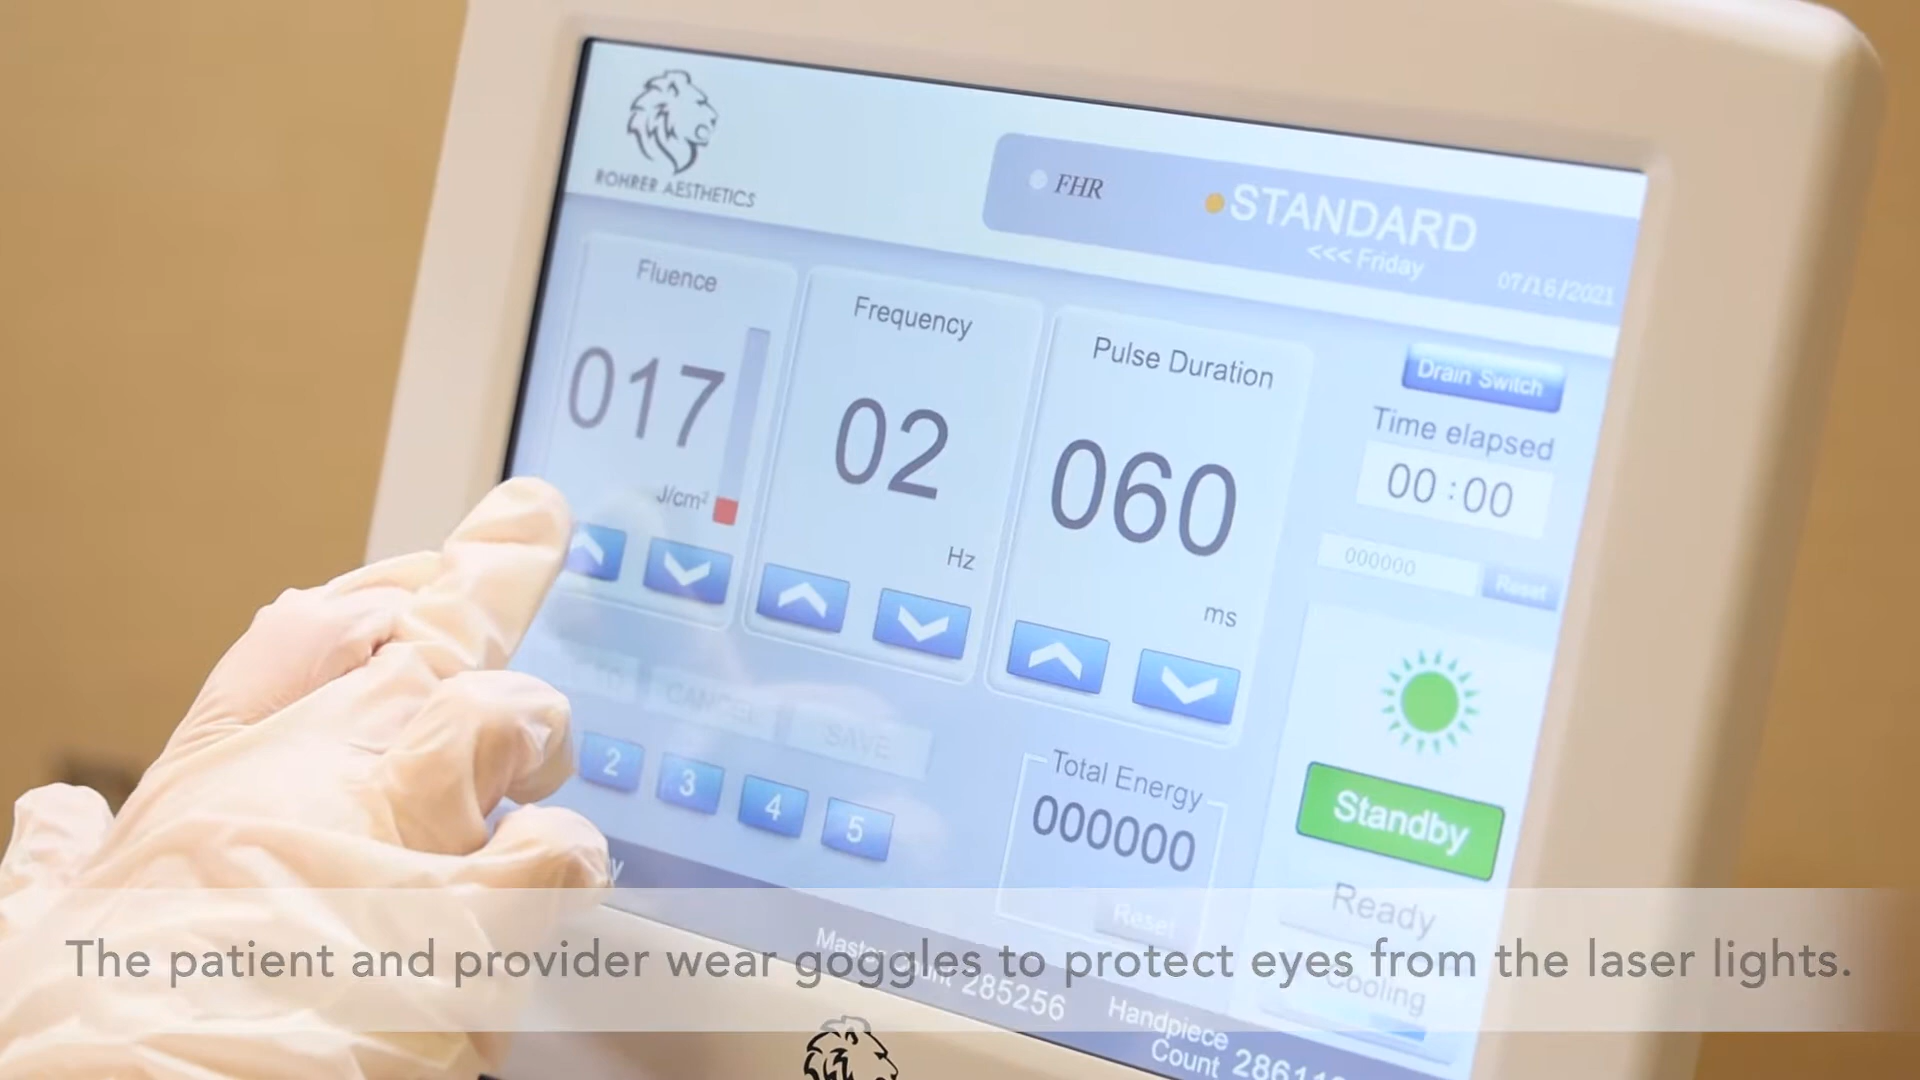 ROHRER AESTHETICS
FHR
STANDARD
<<< Friday
07/16/2021
Fluence
017
J/cm²
Frequency
02
Hz
Pulse Duration
060
ms
Drain Switch
Time elapsed
00:00
000000
Reset
CANCEL
SAVE
2
3
4
5
Total Energy
000000
Reset
Standby
Ready
Cooling
Master Count 285256
Handpiece
Count
The patient and provider wear goggles to protect eyes from the laser lights.